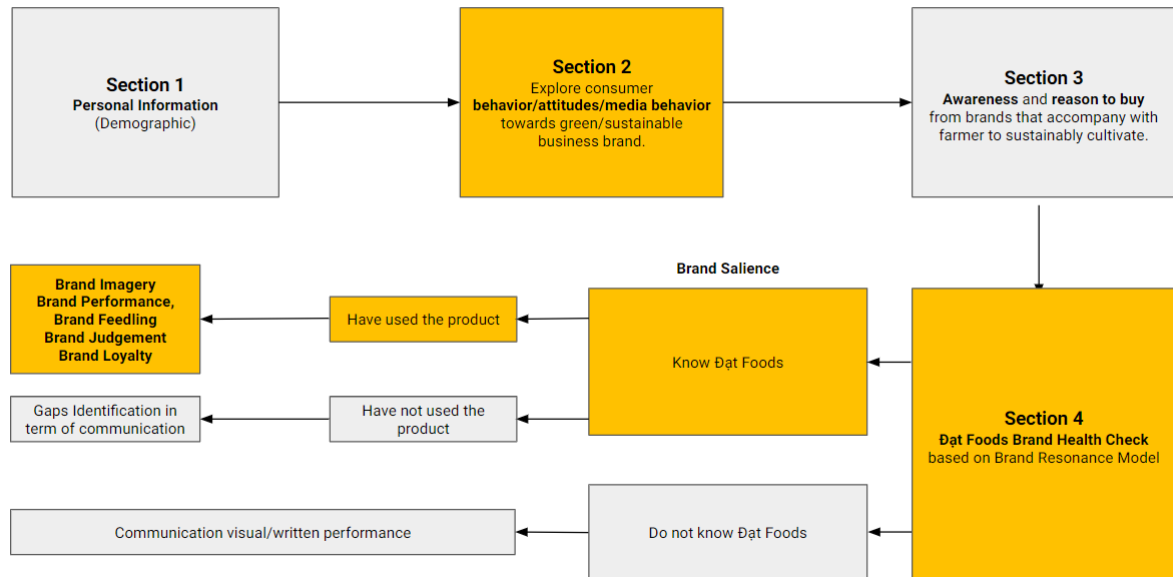 Section 1
Personal Information
(Demographic)
Section 2
Explore consumer
behavior/attitudes/media behavior
towards green/sustainable
business brand.
Section 3
Awareness and reason to buy
from brands that accompany with
farmer to sustainably cultivate.
Brand Salience
Brand Imagery
Brand Performance,
Brand Feedling
Brand Judgement
Brand Loyalty
Have used the product
Know Đạt Foods
Gaps Identification in
term of communication
Have not used the
product
Section 4
Đạt Foods Brand Health Check
based on Brand Resonance Model
Communication visual/written performance
Do not know Đạt Foods